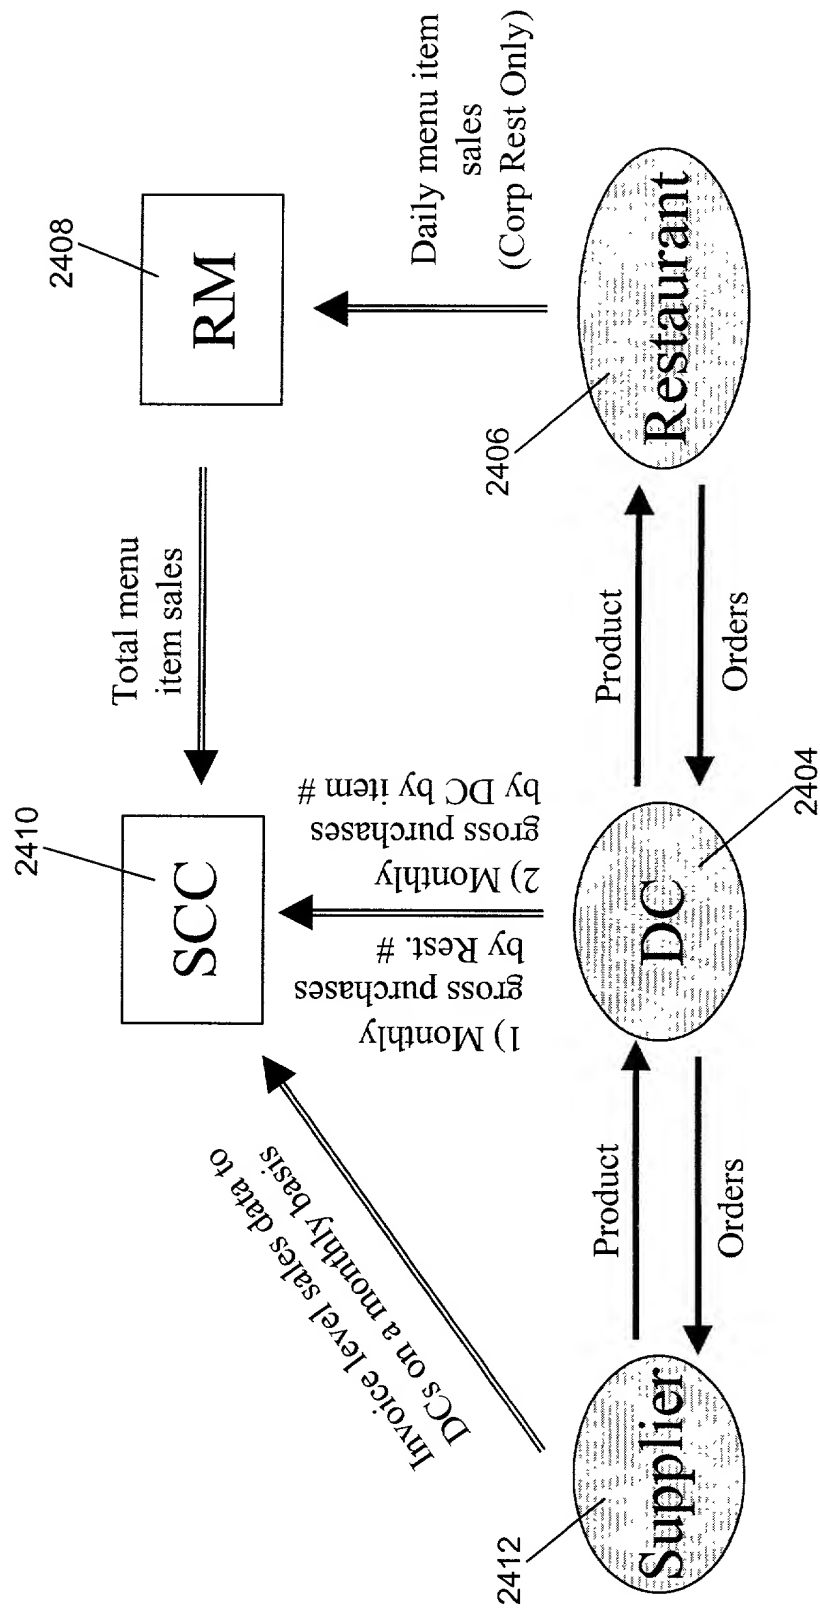 2410
SCC
Total menu
item sales
2408
RM
Invoice level sales data to
DCs on a monthly basis
1) Monthly
gross purchases
by Rest. #
2) Monthly
gross purchases
by DC by item #
Daily menu item
sales
(Corp Rest Only)
2412
Supplier
Product
Orders
DC
2404
Product
Orders
2406
Restaurant